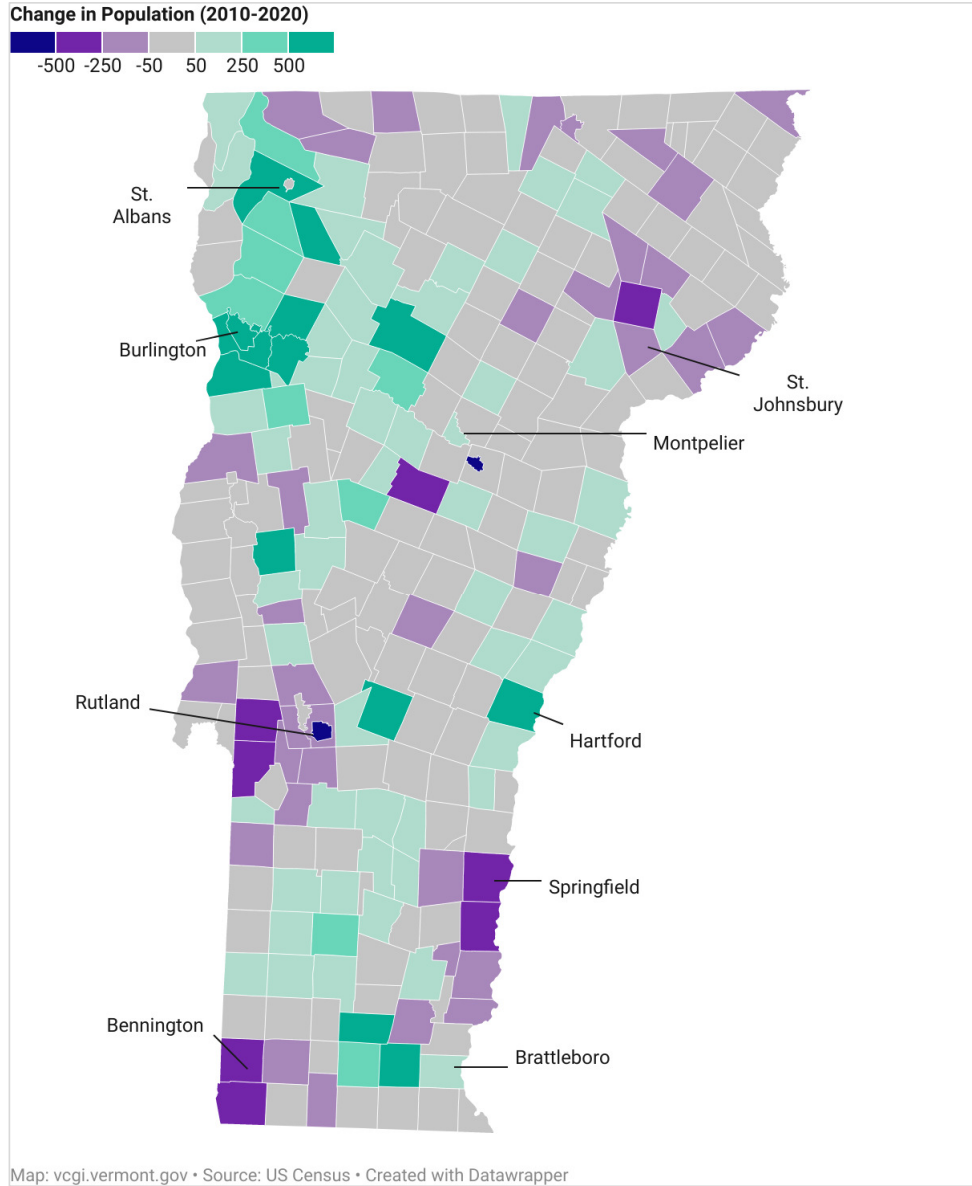 Change in Population (2010-2020)
-500 -250 -50 50 250 500
St.
Albans
Burlington
St.
Johnsbury
Montpelier
Rutland
Hartford
Springfield
Bennington
Brattleboro
Map: vcgi.vermont.gov • Source: US Census • Created with Datawrapper